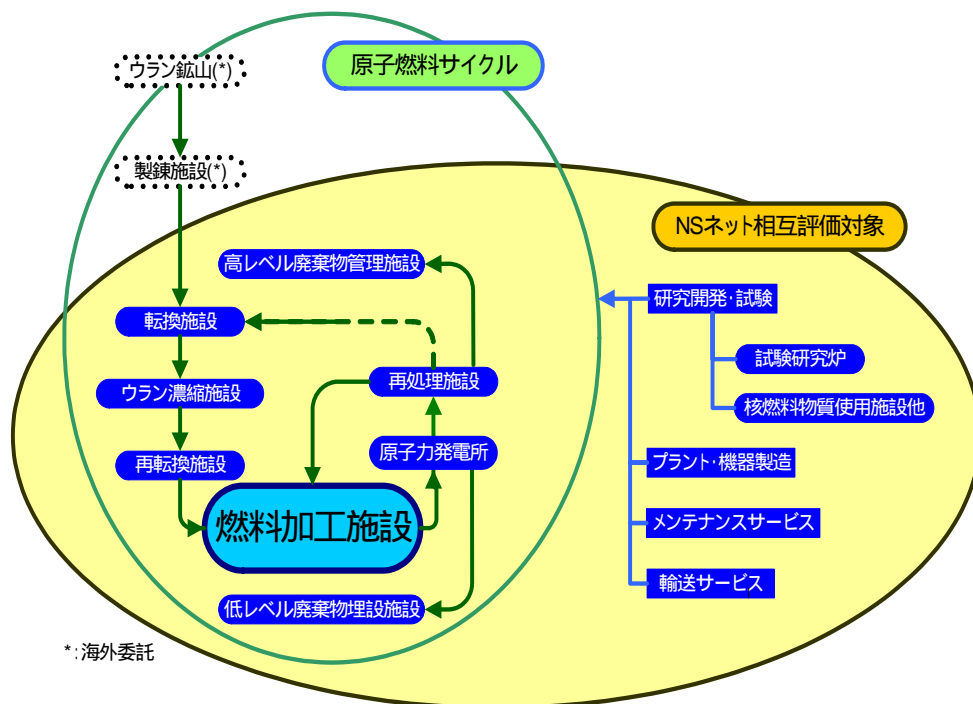 原子燃料サイクル
ウラン鉱山(*)
製錬施設(*)
NSネット相互評価対象
高レベル廃棄物管理施設
研究開発・試験
転換施設
試験研究炉
再処理施設
ウラン濃縮施設
核燃料物質使用施設他
原子力発電所
再転換施設
プラント・機器製造
燃料加工施設
メンテナンスサービス
輸送サービス
低レベル廃棄物埋設施設
*:海外委託